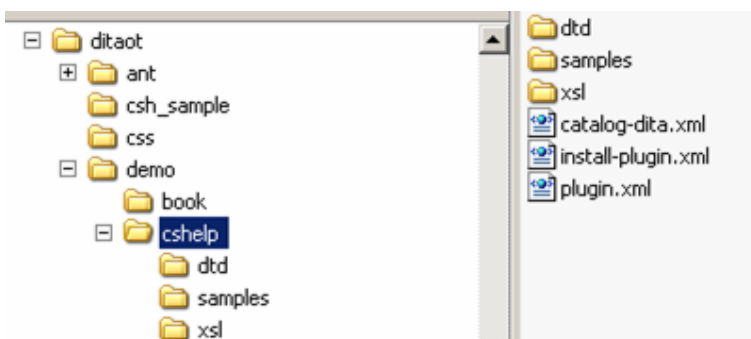 ditaot
ant
csh_sample
css
demo
book
cshelp
dtd
samples
xsl
dtd
samples
xsl
catalog-dita.xml
install-plugin.xml
plugin.xml